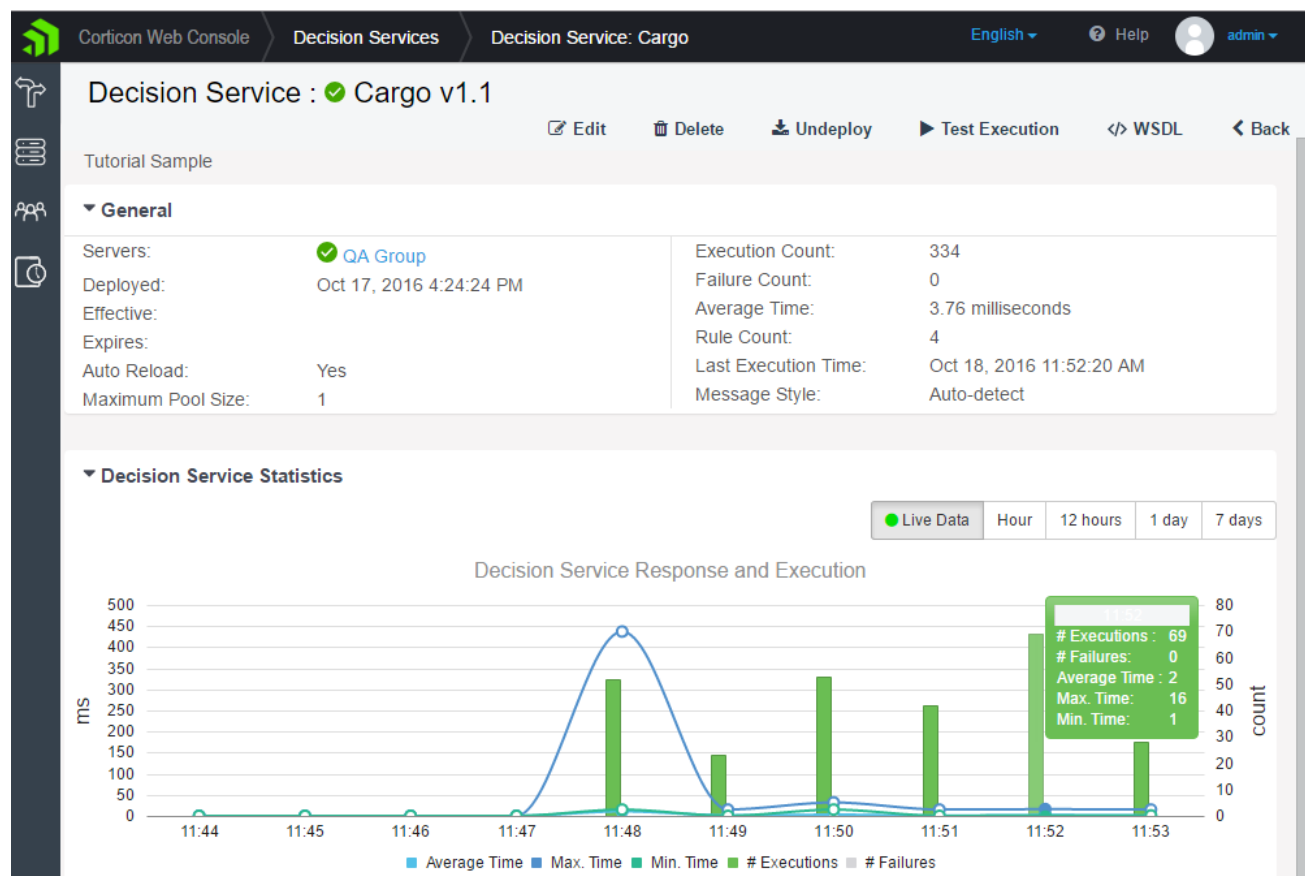 Corticon Web Console Decision Services Decision Service: Cargo English Help admin
Decision Service : Cargo v1.1
Edit Delete Undeploy Test Execution </> WSDL Back
Tutorial Sample
General
Servers: QA Group
Deployed: Oct 17, 2016 4:24:24 PM
Effective:
Expires:
Auto Reload: Yes
Maximum Pool Size: 1
Execution Count: 334
Failure Count: 0
Average Time: 3.76 milliseconds
Rule Count: 4
Last Execution Time: Oct 18, 2016 11:52:20 AM
Message Style: Auto-detect
Decision Service Statistics
Live Data Hour 12 hours 1 day 7 days
Decision Service Response and Execution
500
450
400
350
300
250
200
150
100
50
0
ms
11:52
# Executions : 69
# Failures: 0
Average Time : 2
Max. Time: 16
Min. Time: 1
80
70
60
50
40
30
20
10
0
count
11:44 11:45 11:46 11:47 11:48 11:49 11:50 11:51 11:52 11:53
Average Time Max. Time Min. Time # Executions # Failures